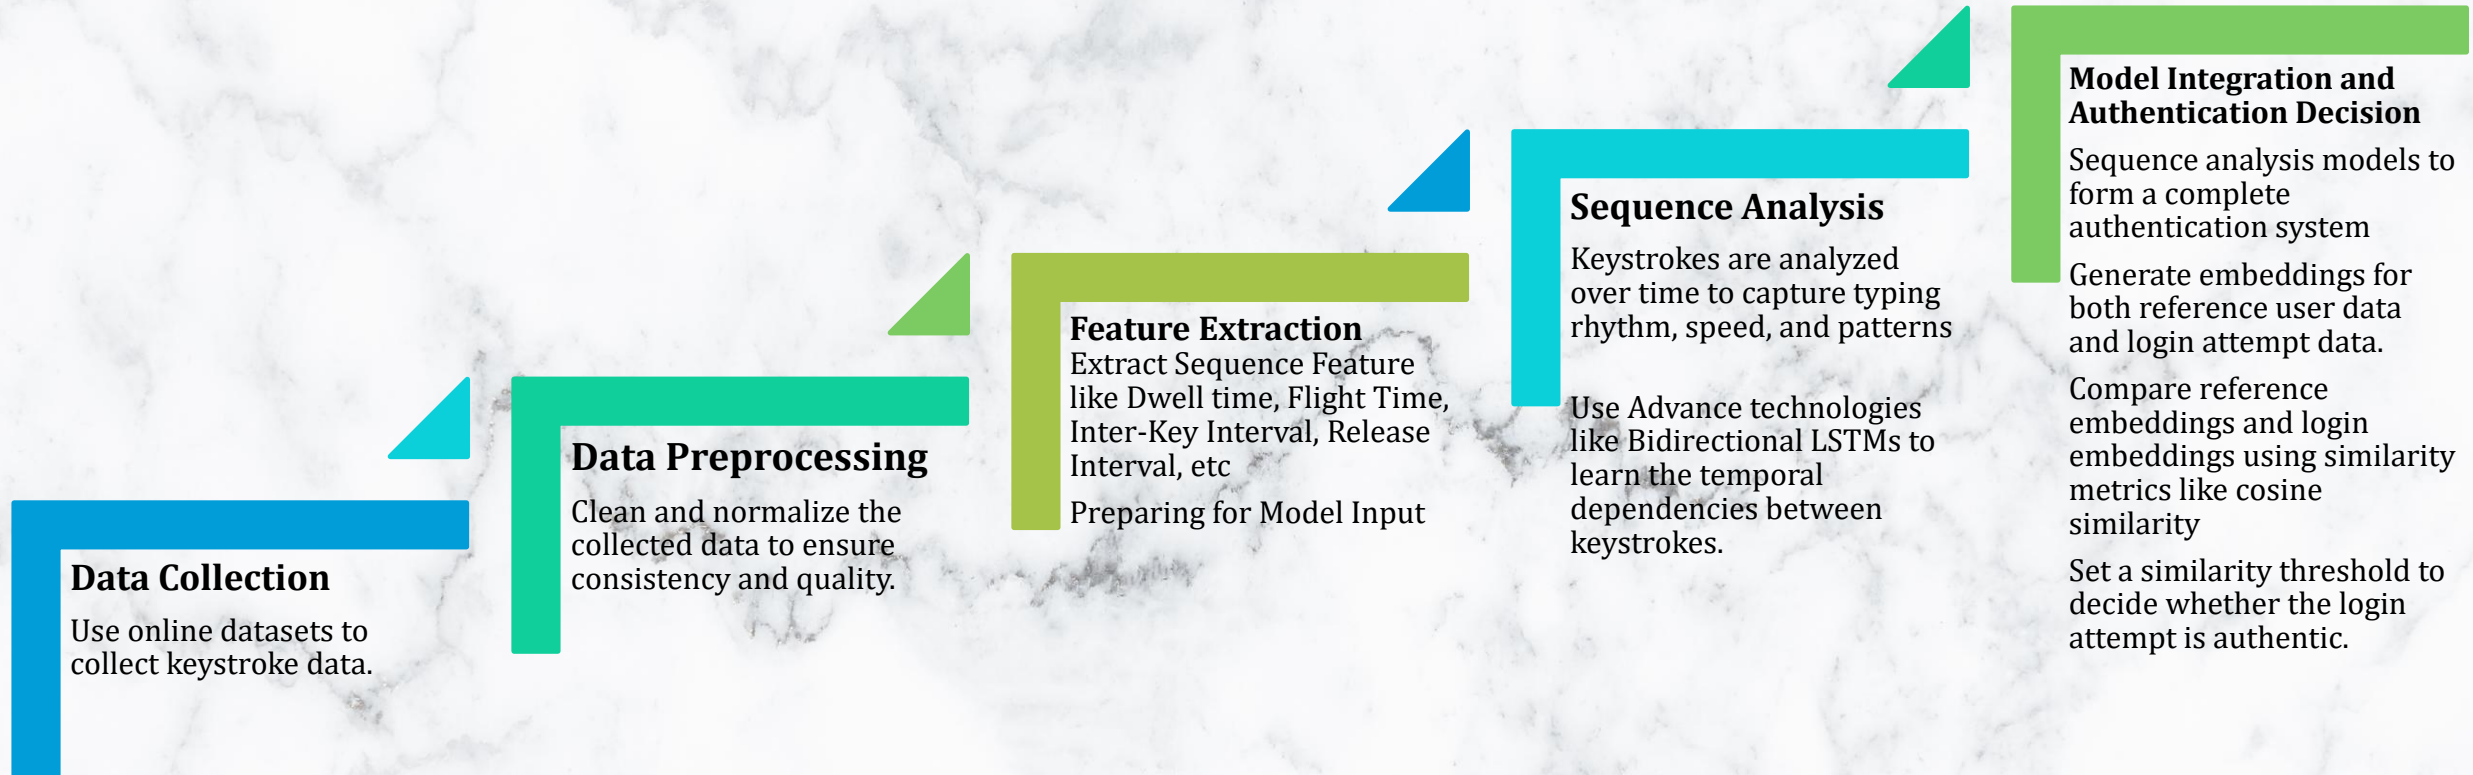 Data Collection
Use online datasets to
collect keystroke data.
Data Preprocessing
Clean and normalize the
collected data to ensure
consistency and quality.
Feature Extraction
Extract Sequence Feature
like Dwell time, Flight Time,
Inter-Key Interval, Release
Interval, etc
Preparing for Model Input
Sequence Analysis
Keystrokes are analyzed
over time to capture typing
rhythm, speed, and patterns
Use Advance technologies
like Bidirectional LSTMs to
learn the temporal
dependencies between
keystrokes.
Model Integration and
Authentication Decision
Sequence analysis models to
form a complete
authentication system
Generate embeddings for
both reference user data
and login attempt data.
Compare reference
embeddings and login
embeddings using similarity
metrics like cosine
similarity
Set a similarity threshold to
decide whether the login
attempt is authentic.